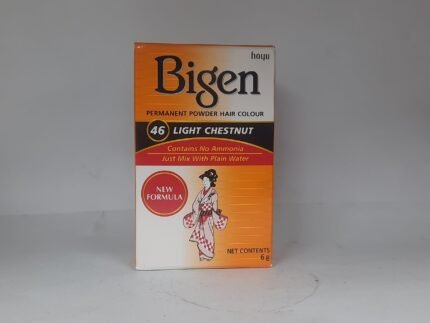 hoyu
Bigen
PERMANENT POWDER HAIR COLOUR
46 LIGHT CHESTNUT
Contains No Ammonia
Just Mix With Plain Water
NEW
FORMULA
NET CONTENTS
6 g